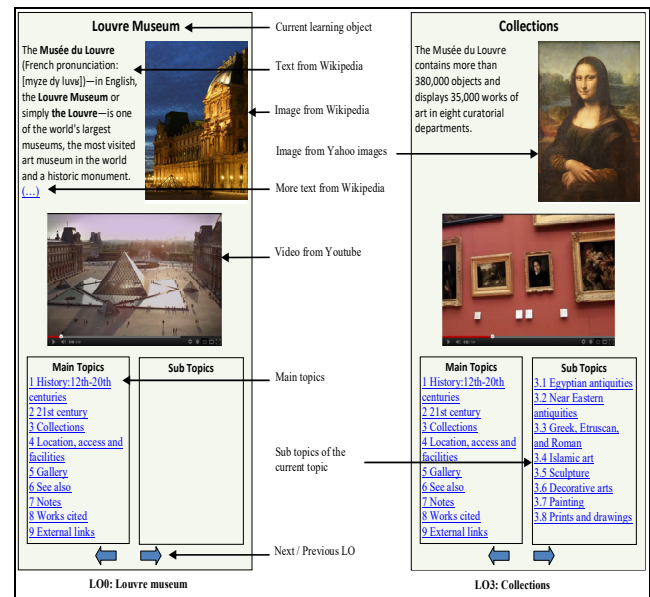 Louvre Museum
The Musée du Louvre
(French pronunciation:
[myze dy luvʁ])—in English,
the Louvre Museum or
simply the Louvre—is one
of the world's largest
museums, the most visited
art museum in the world
and a historic monument.
(…)
Main Topics
1 History:12th-20th
centuries
2 21st century
3 Collections
4 Location, access and
facilities
5 Gallery
6 See also
7 Notes
8 Works cited
9 External links
Sub Topics
LO0: Louvre museum
Current learning object
Text from Wikipedia
Image from Wikipedia
Image from Yahoo images
More text from Wikipedia
Video from Youtube
Main topics
Sub topics of the
current topic
Next / Previous LO
Collections
The Musée du Louvre
contains more than
380,000 objects and
displays 35,000 works of
art in eight curatorial
departments.
Main Topics
1 History:12th-20th
centuries
2 21st century
3 Collections
4 Location, access and
facilities
5 Gallery
6 See also
7 Notes
8 Works cited
9 External links
Sub Topics
3.1 Egyptian antiquities
3.2 Near Eastern
antiquities
3.3 Greek, Etruscan,
and Roman
3.4 Islamic art
3.5 Sculpture
3.6 Decorative arts
3.7 Painting
3.8 Prints and drawings
LO3: Collections